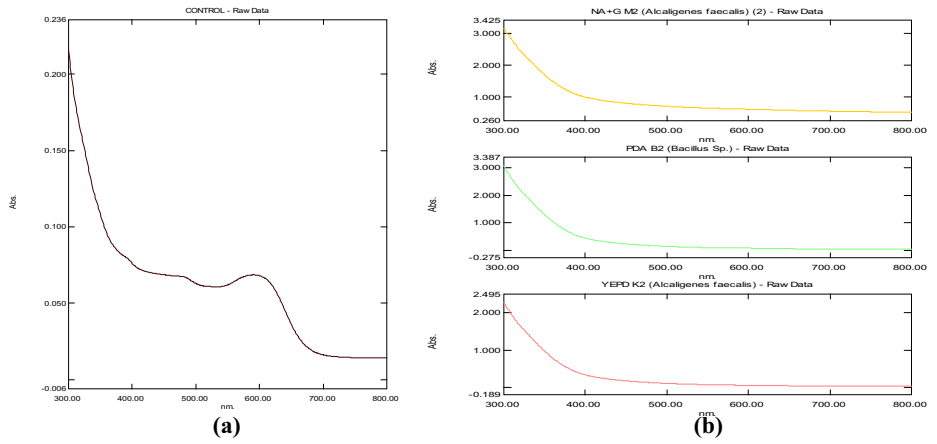 CONTROL - Raw Data
0.236
0.200
0.150
Abs.
0.100
0.050
-0.006
300.00 400.00 500.00 600.00 700.00 800.00
nm.
(a)
NA+G M2 (Alcaligenes faecalis) (2) - Raw Data
3.425
3.000
Abs.
2.000
1.000
0.260
300.00 400.00 500.00 600.00 700.00 800.00
nm.
PDA B2 (Bacillus Sp.) - Raw Data
3.387
3.000
2.000
Abs.
1.000
-0.275
300.00 400.00 500.00 600.00 700.00 800.00
nm.
YEPD K2 (Alcaligenes faecalis) - Raw Data
2.495
2.000
Abs.
1.000
-0.189
300.00 400.00 500.00 600.00 700.00 800.00
nm.
(b)